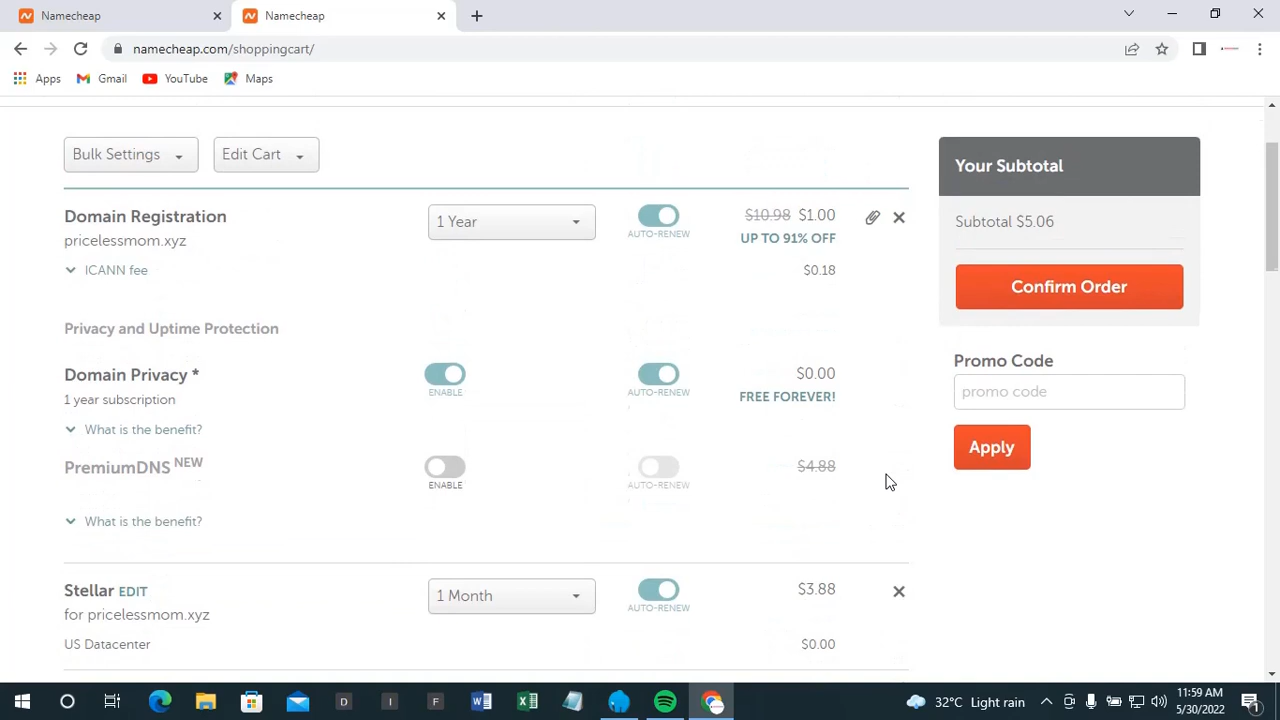 Namecheap
Namecheap
namecheap.com/shoppingcart/
Apps Gmail YouTube Maps
Bulk Settings Edit Cart
Your Subtotal
Domain Registration 1 Year AUTO-RENEW $10.98 $1.00
pricelessmom.xyz UP TO 91% OFF
Subtotal $5.06
ICANN fee $0.18
Confirm Order
Privacy and Uptime Protection
Promo Code
Domain Privacy * ENABLE AUTO-RENEW $0.00
1 year subscription FREE FOREVER!
promo code
What is the benefit?
Apply
PremiumDNS NEW ENABLE AUTO-RENEW $4.88
What is the benefit?
Stellar EDIT 1 Month AUTO-RENEW $3.88
for pricelessmom.xyz
US Datacenter $0.00
D I F W X 32°C Light rain
11:59 AM
5/30/2022
1